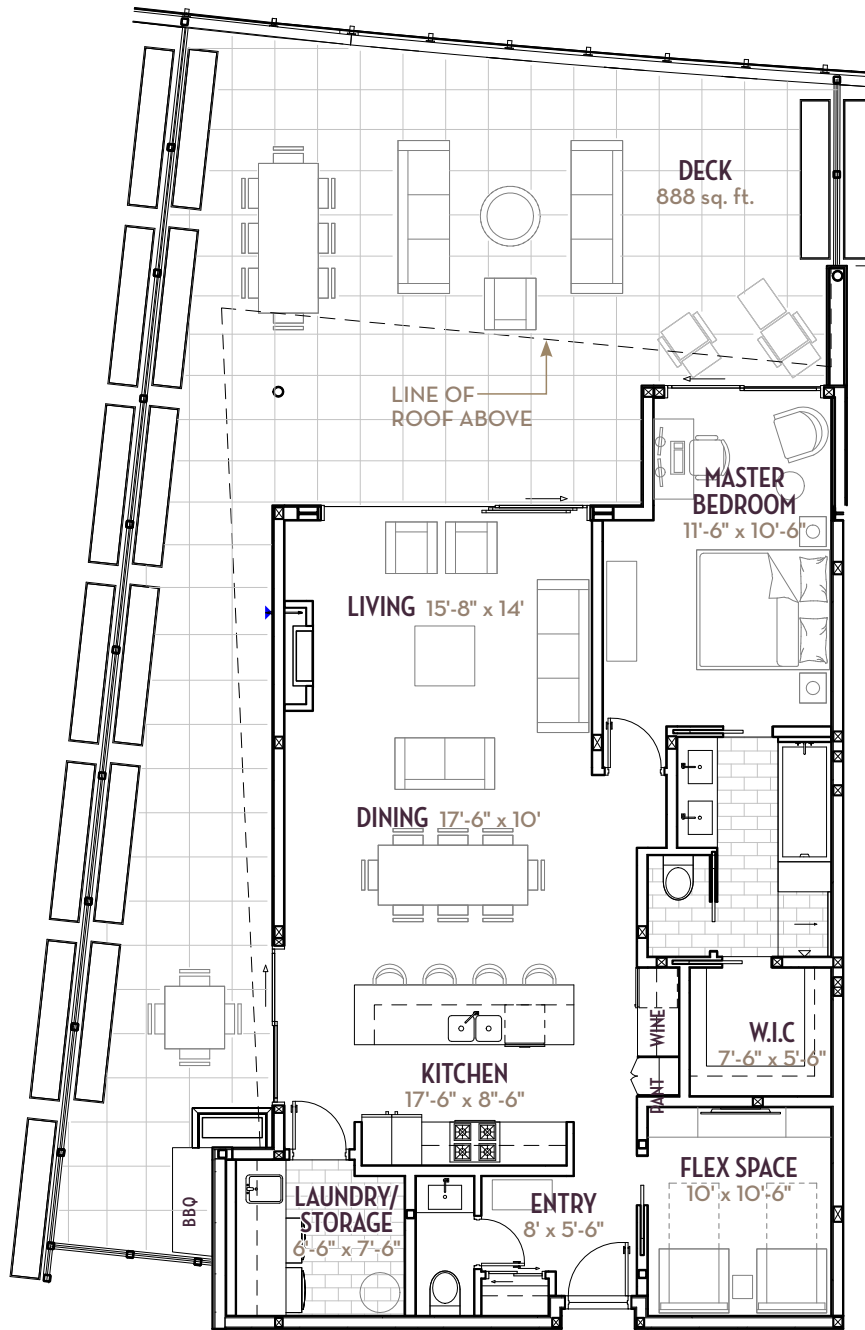 DECK
888 sq. ft.
LINE OF
ROOF ABOVE
MASTER
BEDROOM
11'-6" x 10'-6"
LIVING 15'-8" x 14'
DINING 17'-6" x 10'
WINE
W.I.C
7'-6" x 5'-6"
KITCHEN
17'-6" x 8'-6"
PANT
FLEX SPACE
10' x 10'-6"
LAUNDRY/
STORAGE
6'-6" x 7'-6"
ENTRY
8' x 5'-6"
BBQ